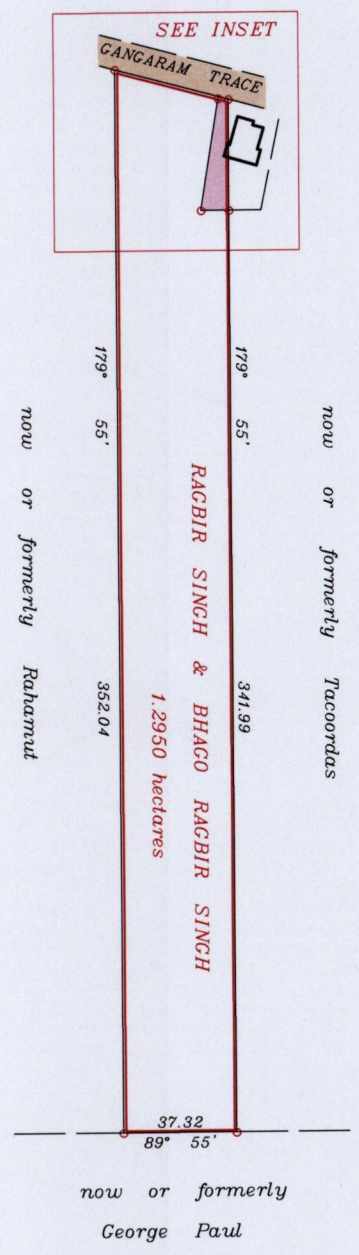 SEE INSET
GANGARAM TRACE
179° 55'
179° 55'
now or formerly Rahamut
now or formerly Tacoordas
RAGBIR SINGH & BHAGO RAGBIR SINGH
1.2950 hectares
352.04
341.99
37.32
89° 55'
now or formerly
George Paul